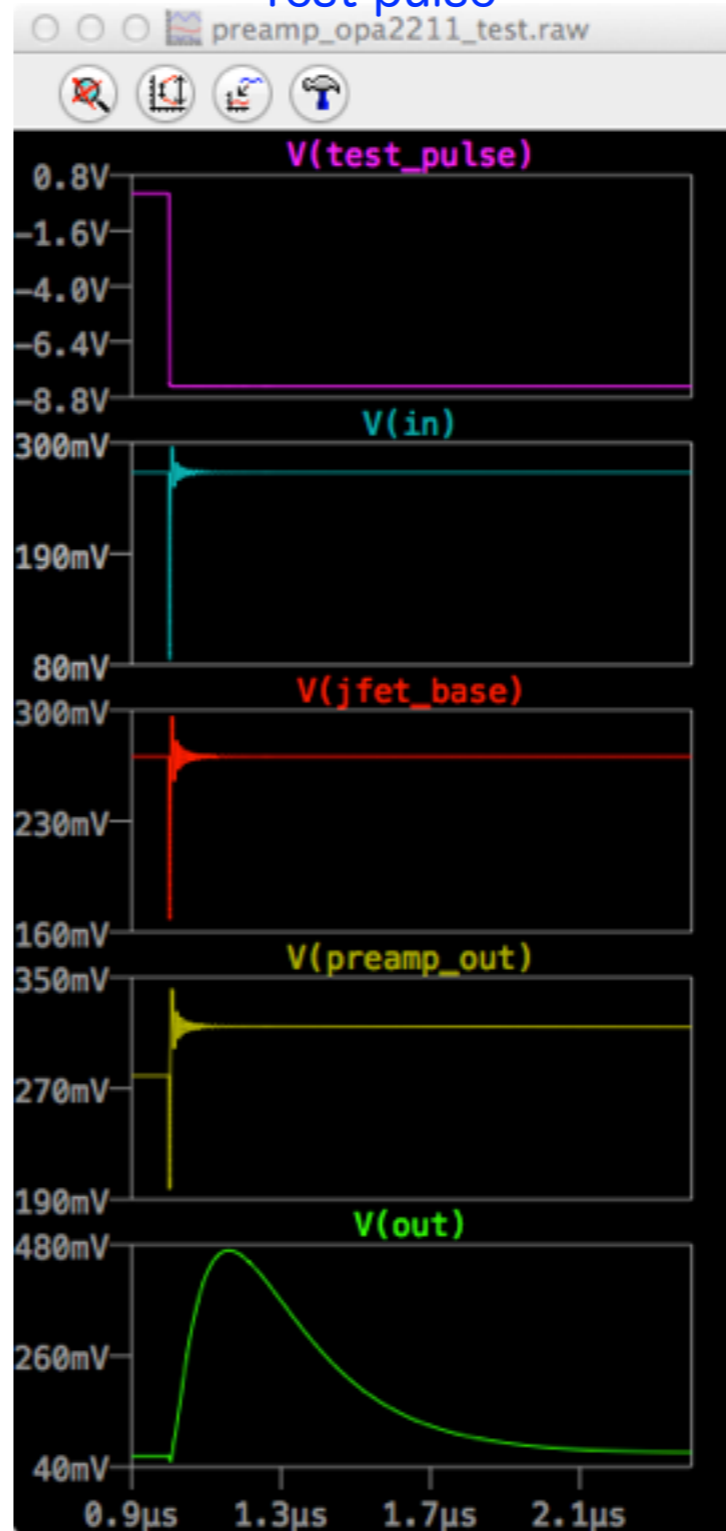 Test pulse
preamp_opa2211_test.raw
V(test_pulse)
0.8V
-1.6V
-4.0V
-6.4V
-8.8V
V(in)
300mV
190mV
80mV
V(jfet_base)
300mV
230mV
160mV
V(preamp_out)
350mV
270mV
190mV
V(out)
480mV
260mV
40mV
0.9µs 1.3µs 1.7µs 2.1µs